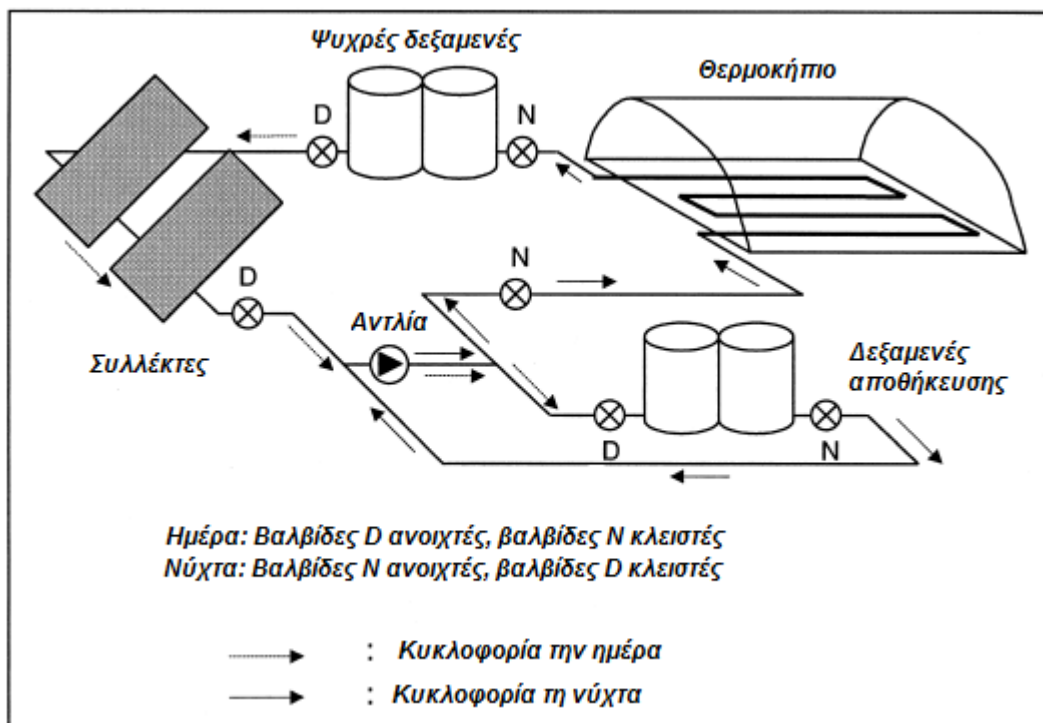 Ψυχρές δεξαμενές
Θερμοκήπιο
D
N
N
D
Αντλία
Συλλέκτες
Δεξαμενές
αποθήκευσης
D
N
Ημέρα: Βαλβίδες D ανοιχτές, βαλβίδες N κλειστές
Νύχτα: Βαλβίδες N ανοιχτές, βαλβίδες D κλειστές
: Κυκλοφορία την ημέρα
: Κυκλοφορία τη νύχτα